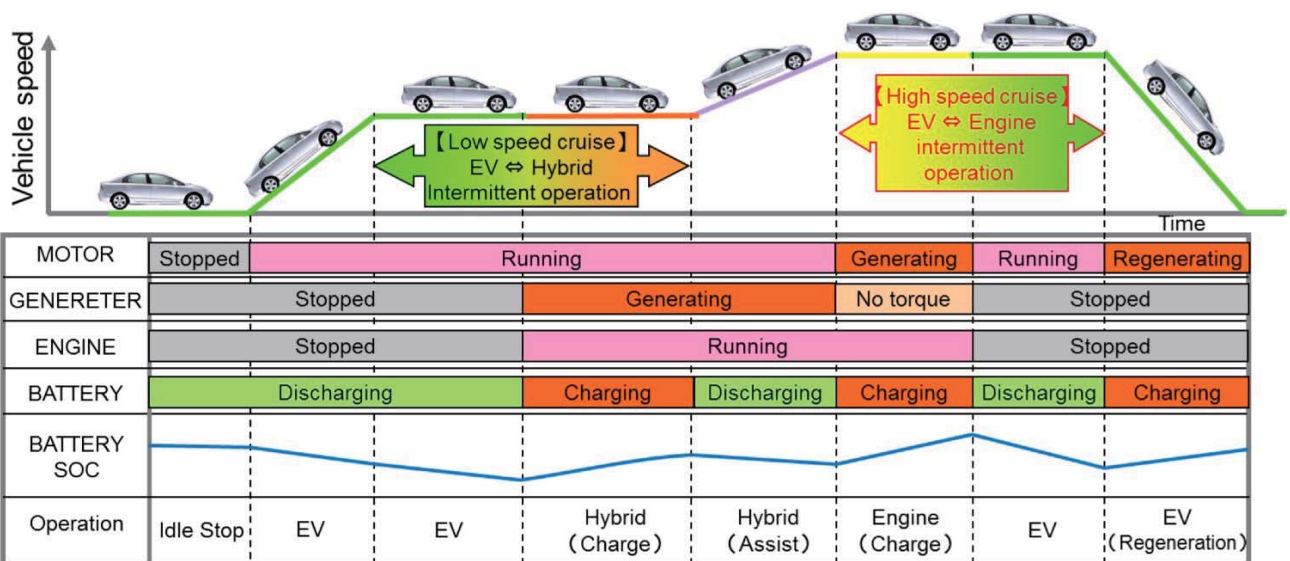 Vehicle speed
【Low speed cruise】
EV ⇔ Hybrid
Intermittent operation
【High speed cruise】
EV ⇔ Engine
intermittent
operation
Time
MOTOR Stopped Running Generating Running Regenerating
GENERETER Stopped Generating No torque Stopped
ENGINE Stopped Running Stopped
BATTERY Discharging Charging Discharging Charging Discharging Charging
BATTERY
SOC
Operation Idle Stop EV EV Hybrid
(Charge) Hybrid
(Assist) Engine
(Charge) EV EV
(Regeneration)